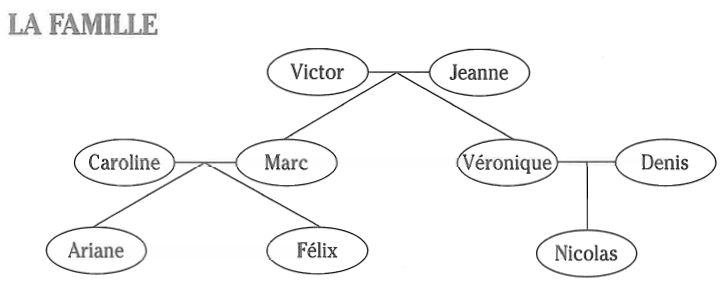 LA FAMILLE
Victor Jeanne
Caroline Marc Véronique Denis
Ariane Félix Nicolas